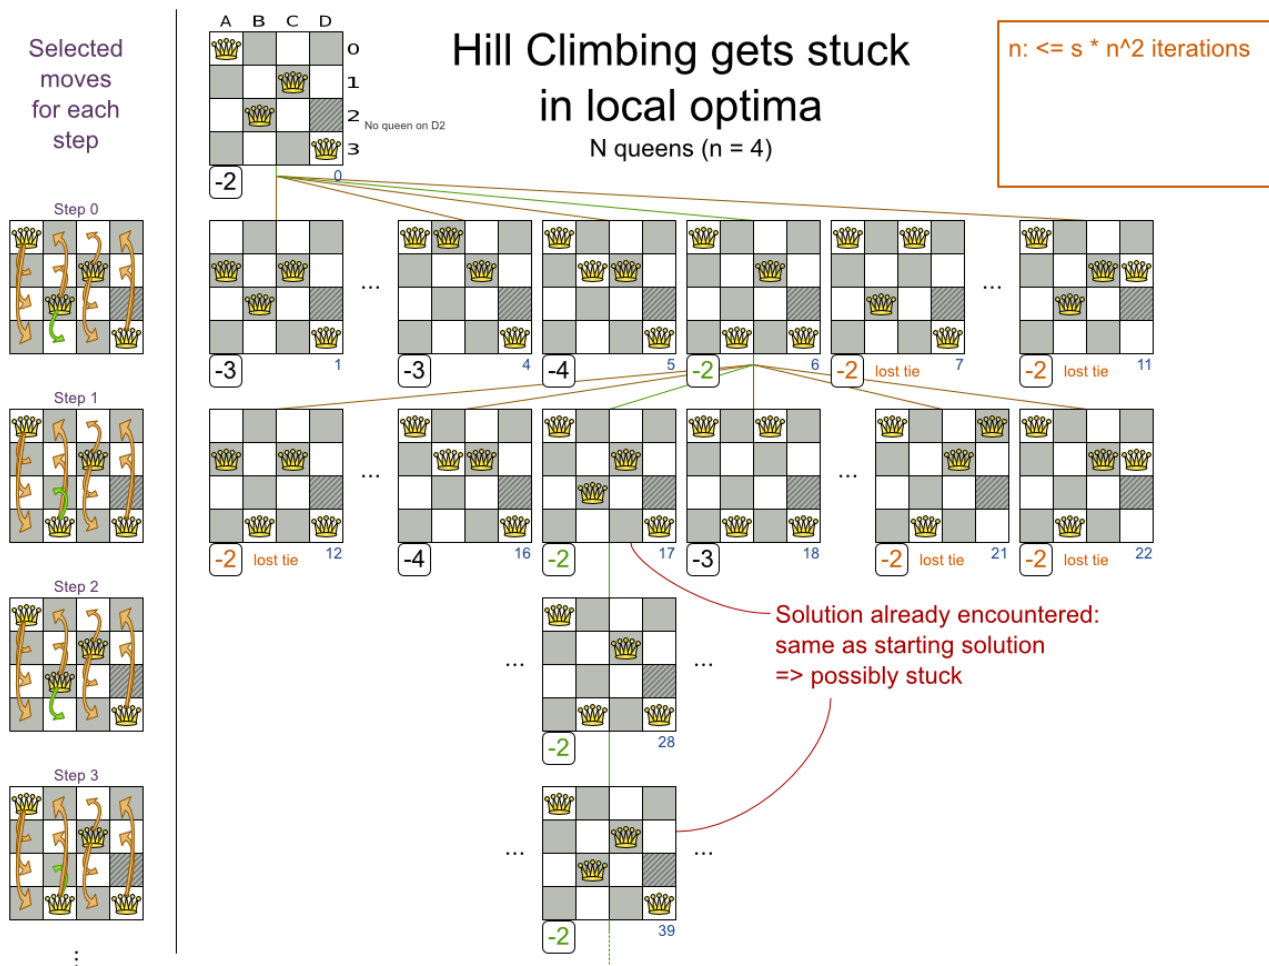 Selected
moves
for each
step
A B C D
0
1
2
3
No queen on D2
-2
0
Hill Climbing gets stuck
in local optima
N queens (n = 4)
n: <= s * n^2 iterations
Step 0
...
...
-3 1
-3 4
-4 5
-2 6
-2 lost tie 7
-2 lost tie 11
Step 1
...
...
-2 lost tie 12
-4 16
-2 17
-3 18
-2 lost tie 21
-2 lost tie 22
Step 2
...
...
-2 28
Solution already encountered:
same as starting solution
=> possibly stuck
Step 3
...
...
-2 39
...